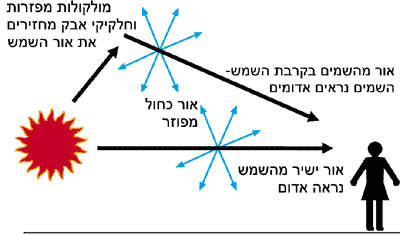 מולקולות מפזרות
וחלקיקי אבק מחזירים
את אור השמש
אור מהשמים בקרבת השמש-
השמים נראים אדומים
אור כחול
מפוזר
אור ישיר מהשמש
נראה אדום